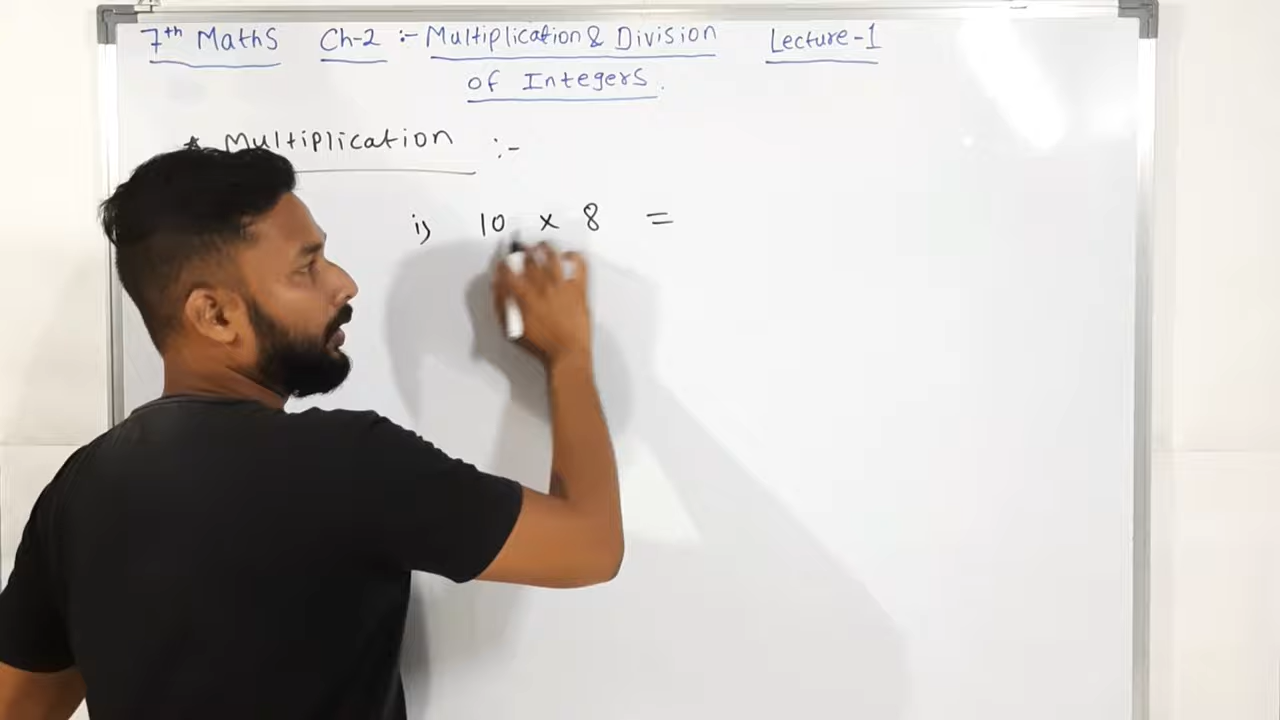 7th Maths Ch-2 :- Multiplication & Division Lecture-1
of Integers.
* Multiplication :-
i) 10 × 8 =